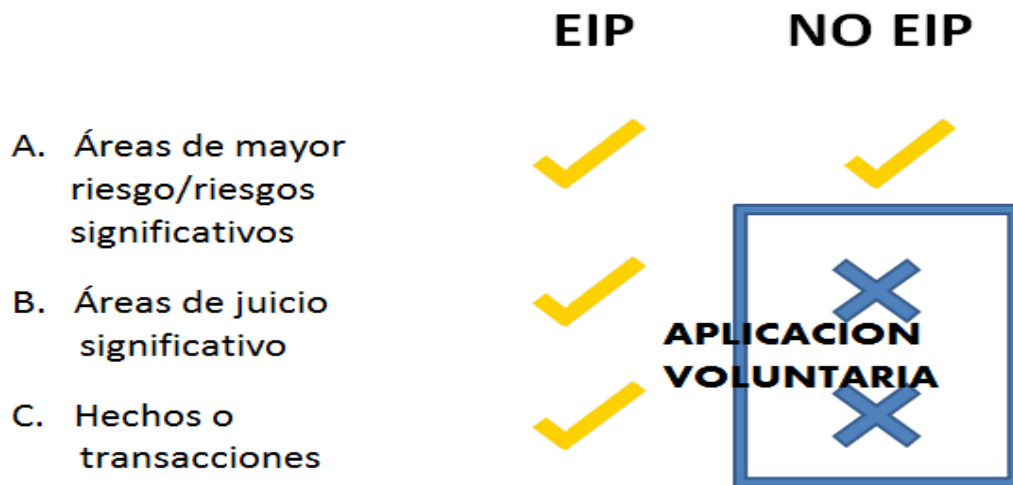 EIP NO EIP
A. Áreas de mayor
riesgo/riesgos
significativos
B. Áreas de juicio
significativo
APLICACION
VOLUNTARIA
C. Hechos o
transacciones